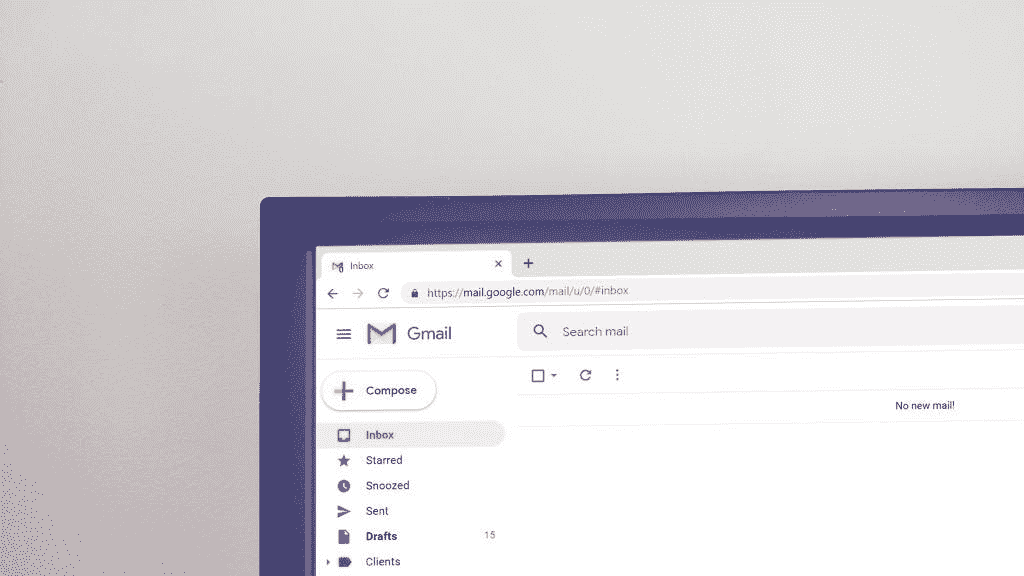 Inbox
https://mail.google.com/mail/u/0/#inbox
Gmail
Search mail
Compose
No new mail!
Inbox
Starred
Snoozed
Sent
Drafts 15
Clients